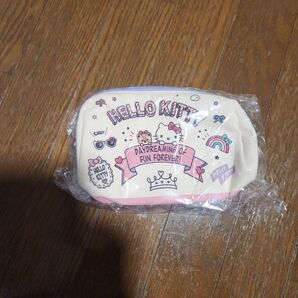 HELLO KITTY
DAYDREAMING OF
FUN FOREVER!
HELLO
KITTY